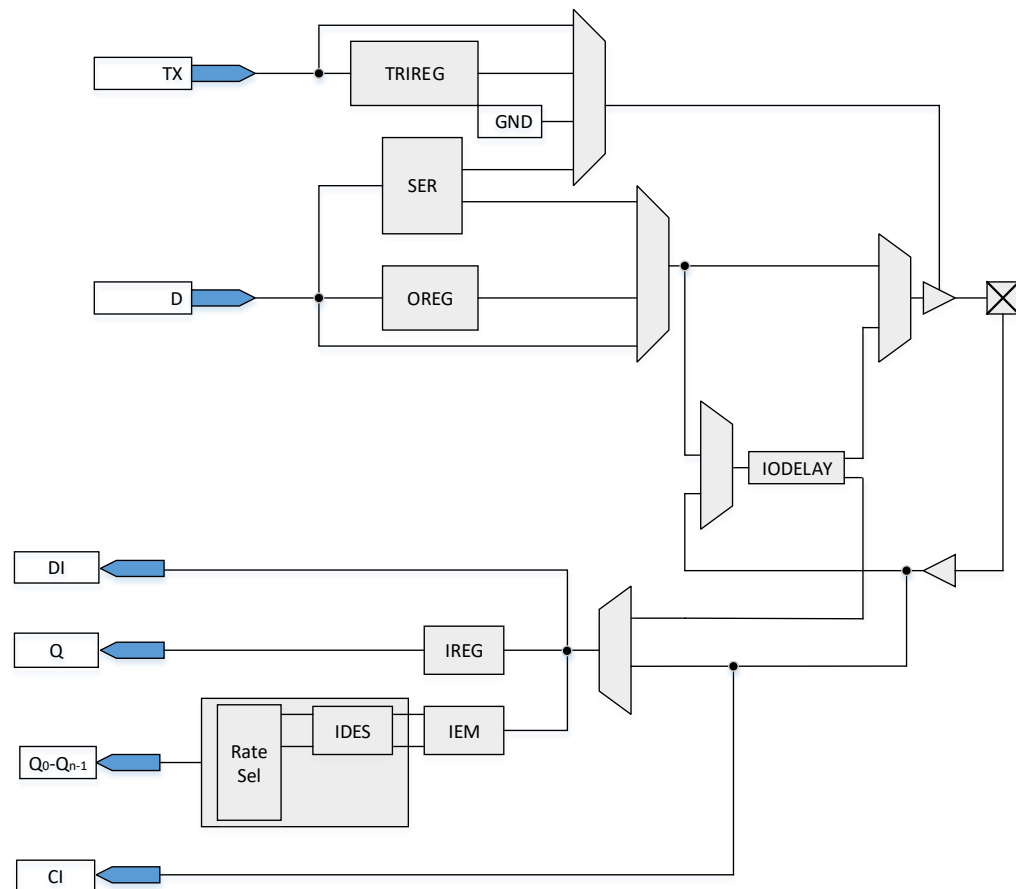 TX
TRIREG
GND
SER
D
OREG
IODELAY
DI
Q
IREG
Q0-Qn-1
Rate
Sel
IDES
IEM
CI